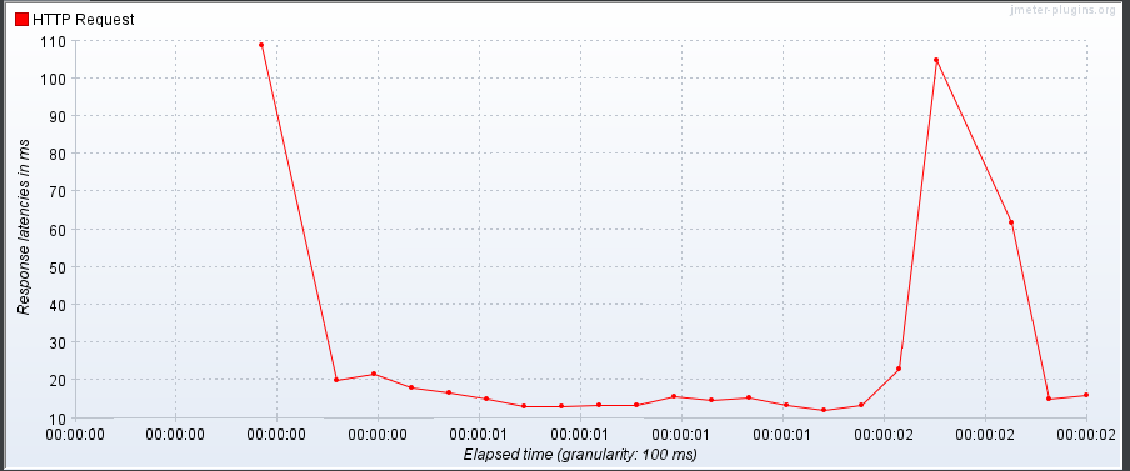 jmeter-plugins.org
HTTP Request
110
100
90
80
70
60
50
40
30
20
10
Response latencies in ms
00:00:00 00:00:00 00:00:00 00:00:00 00:00:01 00:00:01 00:00:01 00:00:01 00:00:02 00:00:02 00:00:02
Elapsed time (granularity: 100 ms)